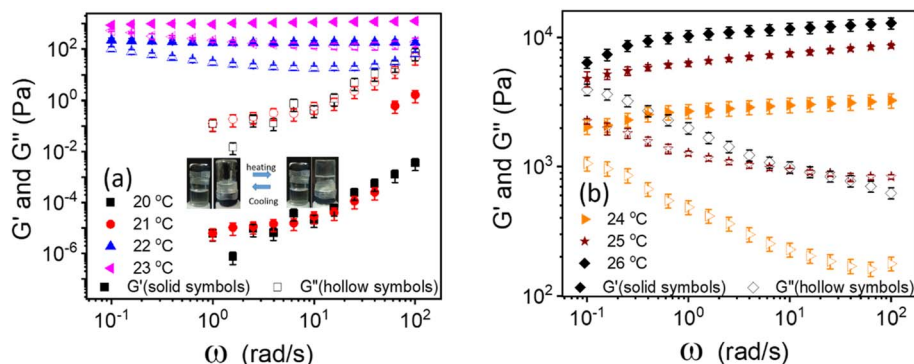 G' and G'' (Pa)
10⁴
10²
10⁰
10⁻²
10⁻⁴
10⁻⁶
(a)
heating
Cooling
20 °C
21 °C
22 °C
23 °C
G'(solid symbols) G''(hollow symbols)
10⁻¹ 10⁰ 10¹ 10²
ω (rad/s)
G' and G'' (Pa)
10⁴
10³
10²
(b)
24 °C
25 °C
26 °C
G'(solid symbols) G''(hollow symbols)
10⁻¹ 10⁰ 10¹ 10²
ω (rad/s)